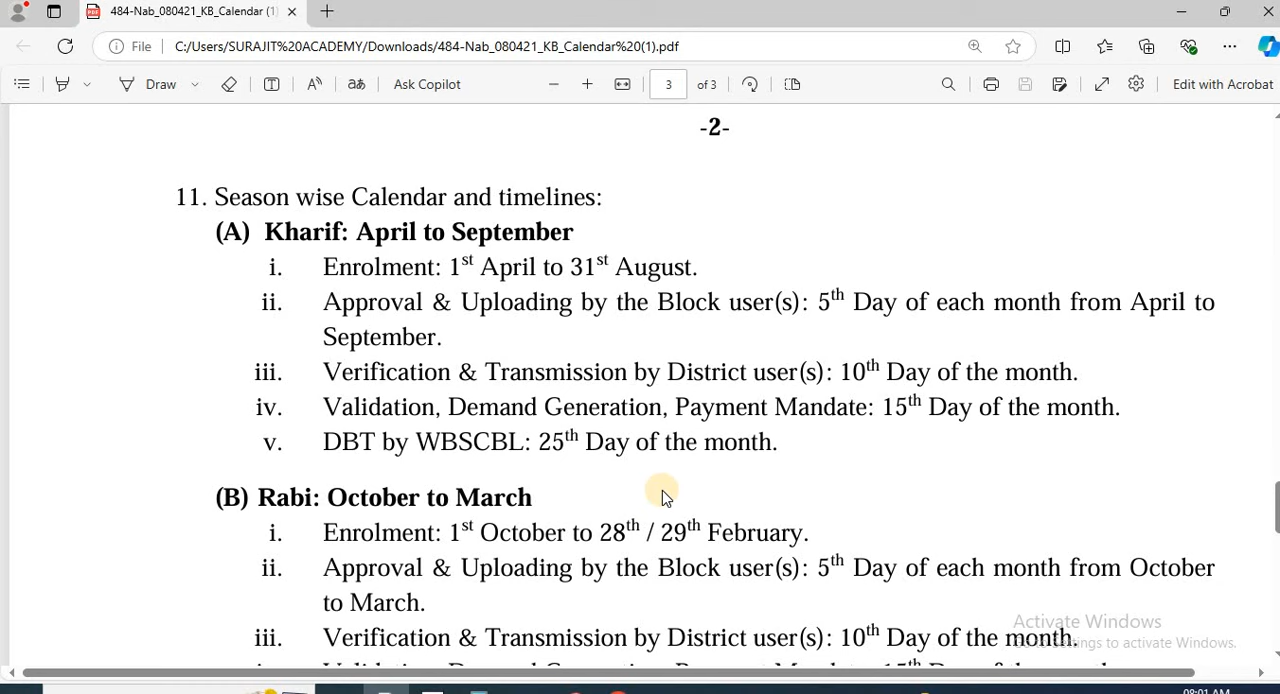 484-Nab_080421_KB_Calendar (1)
File
C:/Users/SURAJIT%20ACADEMY/Downloads/484-Nab_080421_KB_Calendar%20(1).pdf
Draw
Ask Copilot
3 of 3
Edit with Acrobat
-2-
11. Season wise Calendar and timelines:
(A) Kharif: April to September
i. Enrolment: 1st April to 31st August.
ii. Approval & Uploading by the Block user(s): 5th Day of each month from April to
September.
iii. Verification & Transmission by District user(s): 10th Day of the month.
iv. Validation, Demand Generation, Payment Mandate: 15th Day of the month.
v. DBT by WBSCBL: 25th Day of the month.
(B) Rabi: October to March
i. Enrolment: 1st October to 28th / 29th February.
ii. Approval & Uploading by the Block user(s): 5th Day of each month from October
to March.
Activate Windows
iii. Verification & Transmission by District user(s): 10th Day of the month.
to activate Windows.
08:01 AM